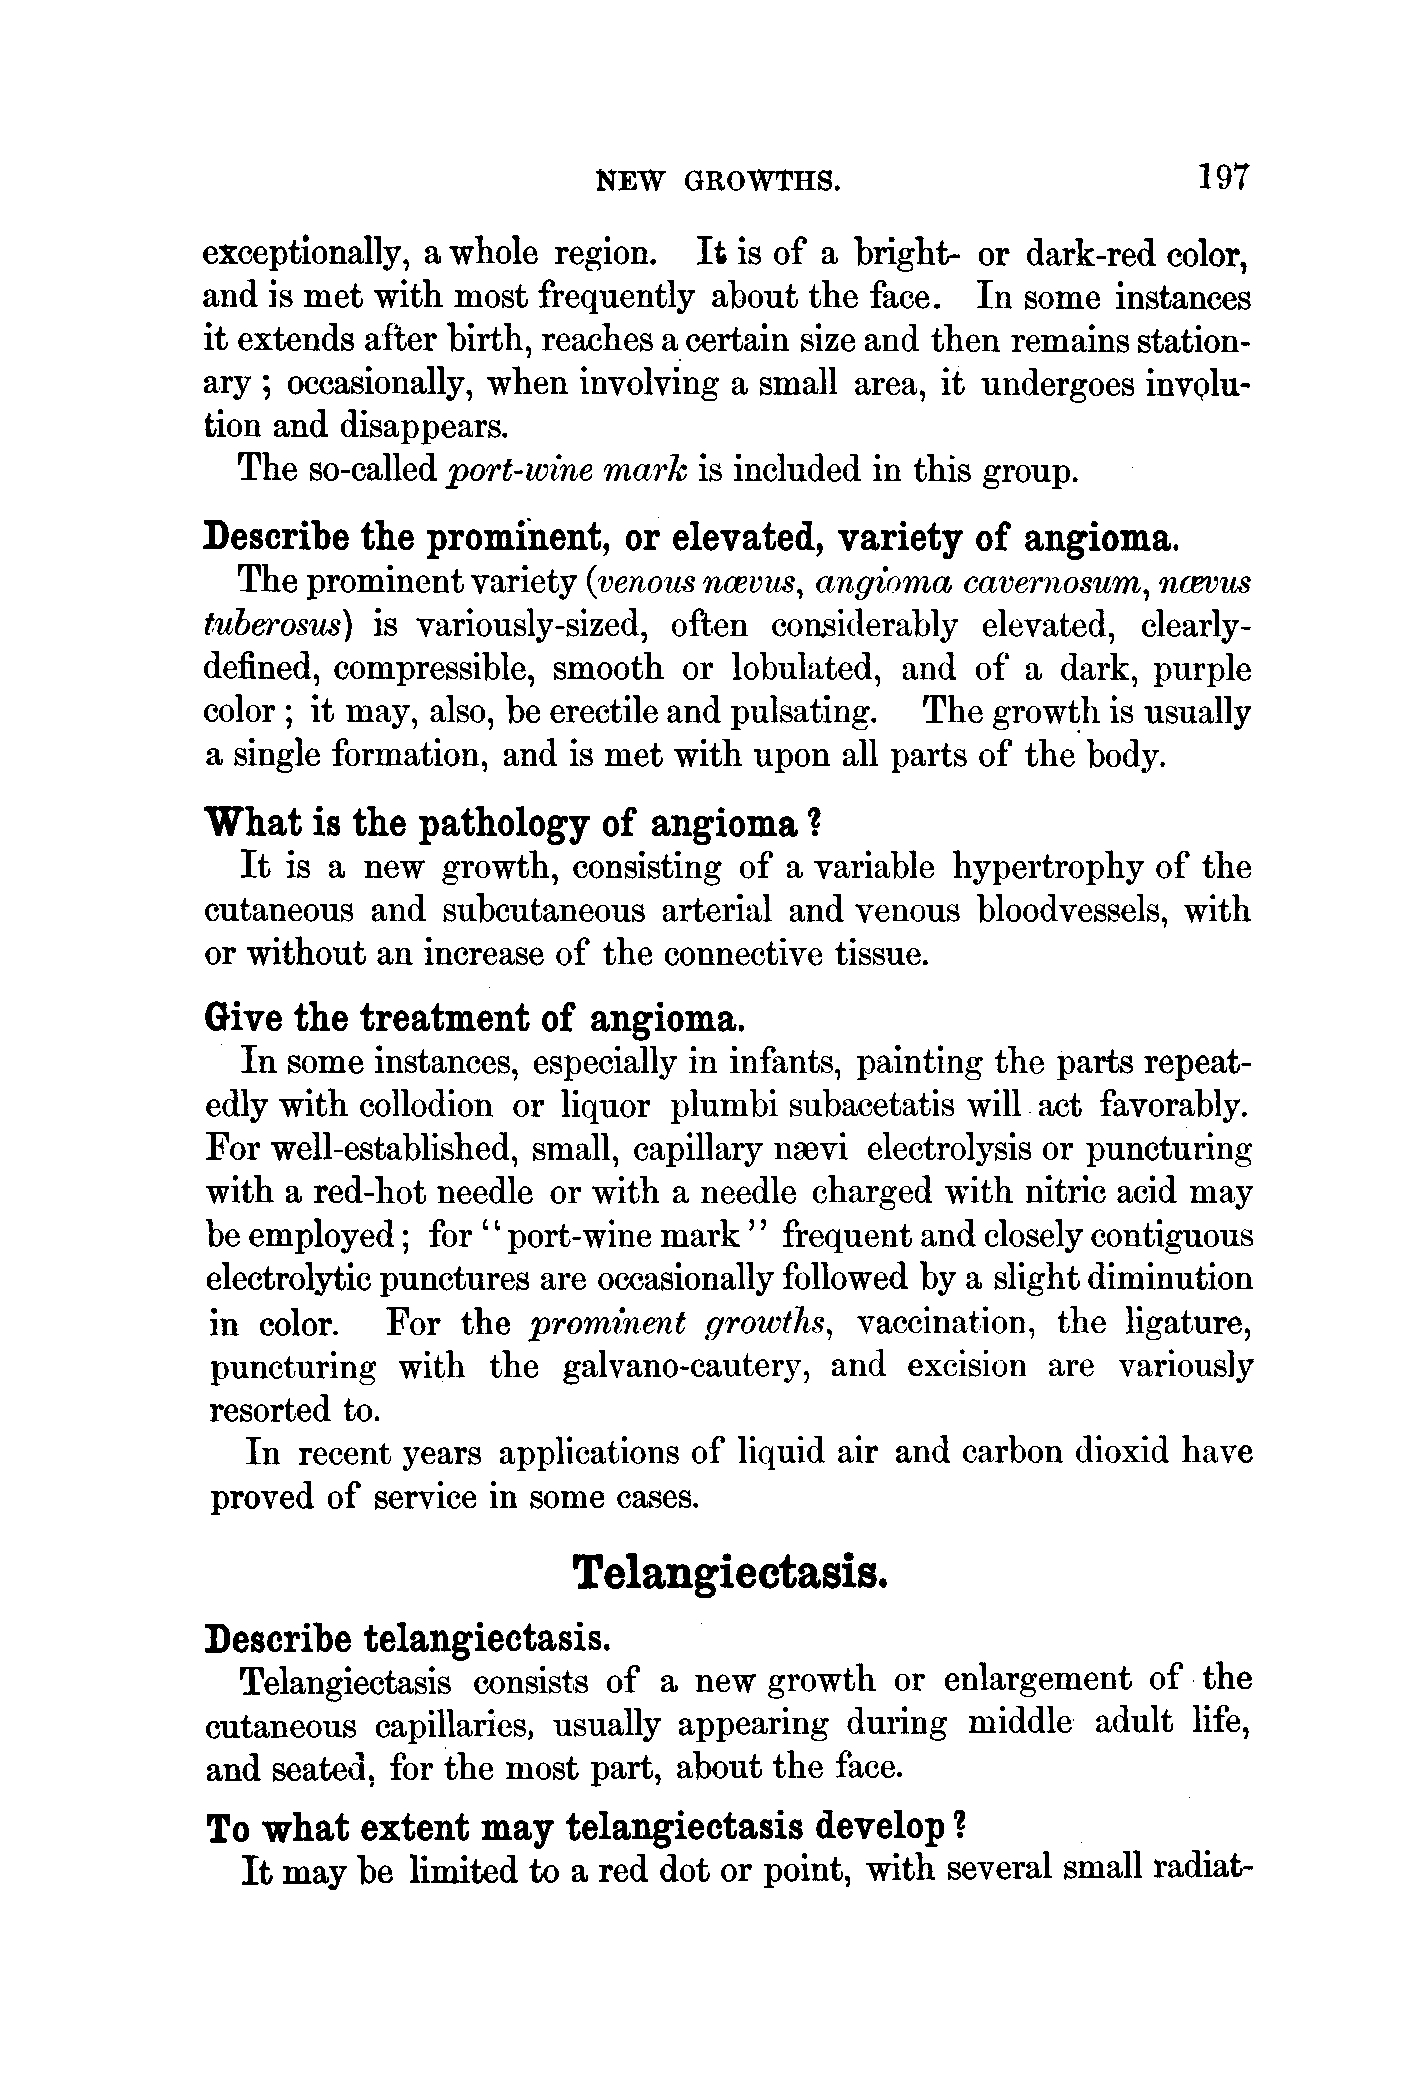 NEW GROWTHS. 197
exceptionally, a whole region. It is of a bright- or dark-red color,
and is met with most frequently about the face. In some instances
it extends after birth, reaches a certain size and then remains station-
ary ; occasionally, when involving a small area, it undergoes involu-
tion and disappears.
The so-called port-wine mark is included in this group.
Describe the prominent, or elevated, variety of angioma.
The prominent variety (venous nævus, angioma cavernosum, nævus
tuberosus) is variously-sized, often considerably elevated, clearly-
defined, compressible, smooth or lobulated, and of a dark, purple
color ; it may, also, be erectile and pulsating. The growth is usually
a single formation, and is met with upon all parts of the body.
What is the pathology of angioma ?
It is a new growth, consisting of a variable hypertrophy of the
cutaneous and subcutaneous arterial and venous bloodvessels, with
or without an increase of the connective tissue.
Give the treatment of angioma.
In some instances, especially in infants, painting the parts repeat-
edly with collodion or liquor plumbi subacetatis will act favorably.
For well-established, small, capillary nævi electrolysis or puncturing
with a red-hot needle or with a needle charged with nitric acid may
be employed ; for “port-wine mark” frequent and closely contiguous
electrolytic punctures are occasionally followed by a slight diminution
in color. For the prominent growths, vaccination, the ligature,
puncturing with the galvano-cautery, and excision are variously
resorted to.
In recent years applications of liquid air and carbon dioxid have
proved of service in some cases.
Telangiectasis.
Describe telangiectasis.
Telangiectasis consists of a new growth or enlargement of the
cutaneous capillaries, usually appearing during middle adult life,
and seated, for the most part, about the face.
To what extent may telangiectasis develop ?
It may be limited to a red dot or point, with several small radiat-